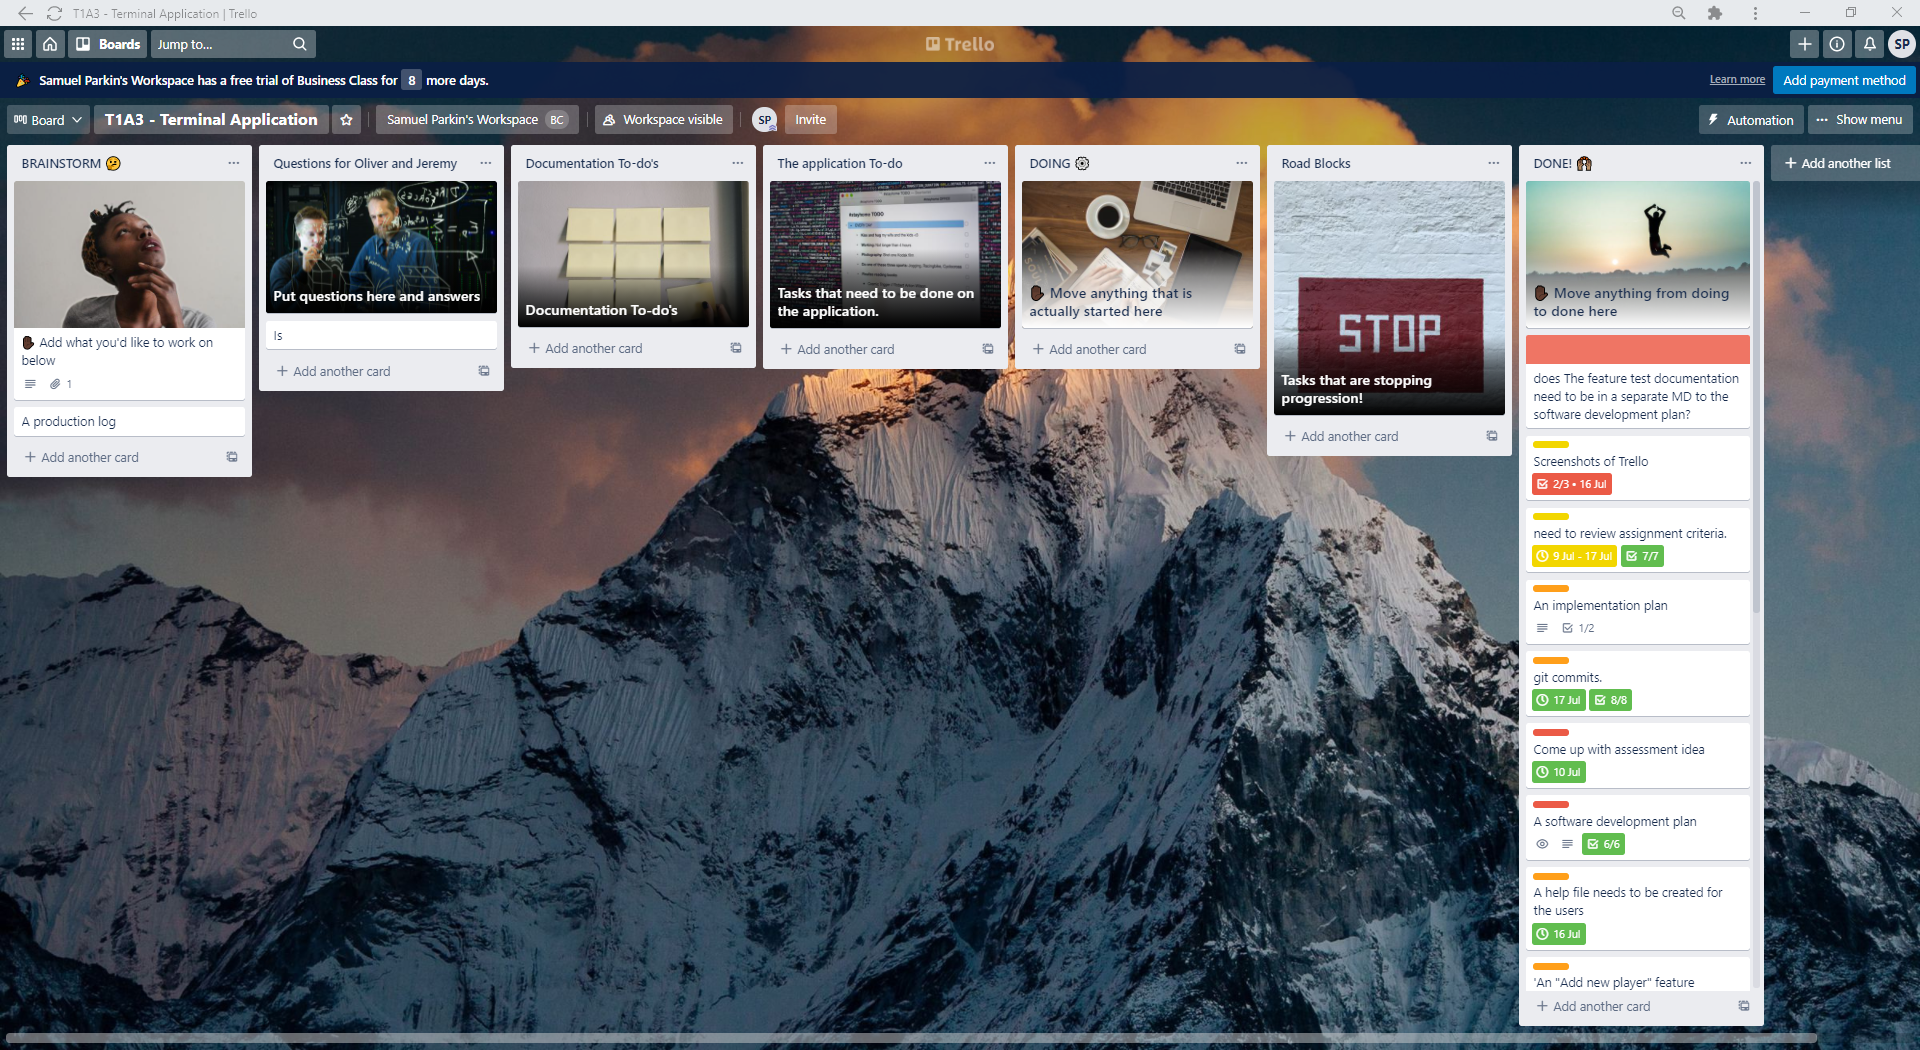 T1A3 - Terminal Application | Trello
Boards
Jump to...
Trello
SP
Samuel Parkin's Workspace has a free trial of Business Class for 8 more days.
Learn more
Add payment method
Board
T1A3 - Terminal Application
Samuel Parkin's Workspace BC
Workspace visible
SP
Invite
Automation
Show menu
BRAINSTORM
Add what you'd like to work on
below
1
A production log
Add another card
Questions for Oliver and Jeremy
Put questions here and answers
Is
Add another card
Documentation To-do's
Documentation To-do's
Add another card
The application To-do
Tasks that need to be done on
the application.
Add another card
DOING
Move anything that is
actually started here
Add another card
Road Blocks
STOP
Tasks that are stopping
progression!
Add another card
DONE!
Move anything from doing
to done here
does The feature test documentation
need to be in a separate MD to the
software development plan?
Screenshots of Trello
2/3 • 16 Jul
need to review assignment criteria.
9 Jul - 17 Jul 7/7
An implementation plan
1/2
git commits.
17 Jul 8/8
Come up with assessment idea
10 Jul
A software development plan
6/6
A help file needs to be created for
the users
16 Jul
'An "Add new player" feature
Add another card
Add another list